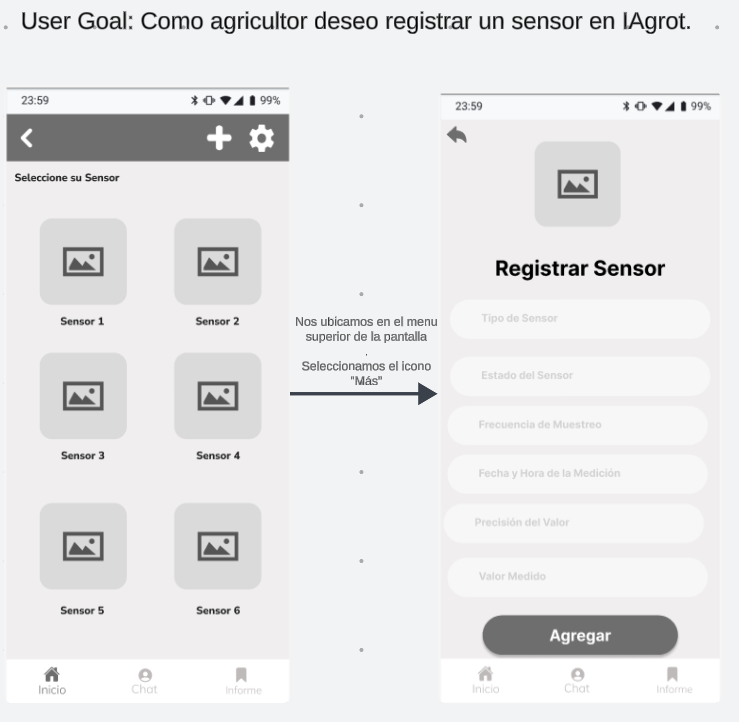 User Goal: Como agricultor deseo registrar un sensor en IAgrot.
23:59
99%
Seleccione su Sensor
Sensor 1
Sensor 2
Sensor 3
Sensor 4
Sensor 5
Sensor 6
Inicio
Chat
Informe
Nos ubicamos en el menu
superior de la pantalla
.
Seleccionamos el icono
"Más"
23:59
99%
Registrar Sensor
Tipo de Sensor
Estado del Sensor
Frecuencia de Muestreo
Fecha y Hora de la Medición
Precisión del Valor
Valor Medido
Agregar
Inicio
Chat
Informe